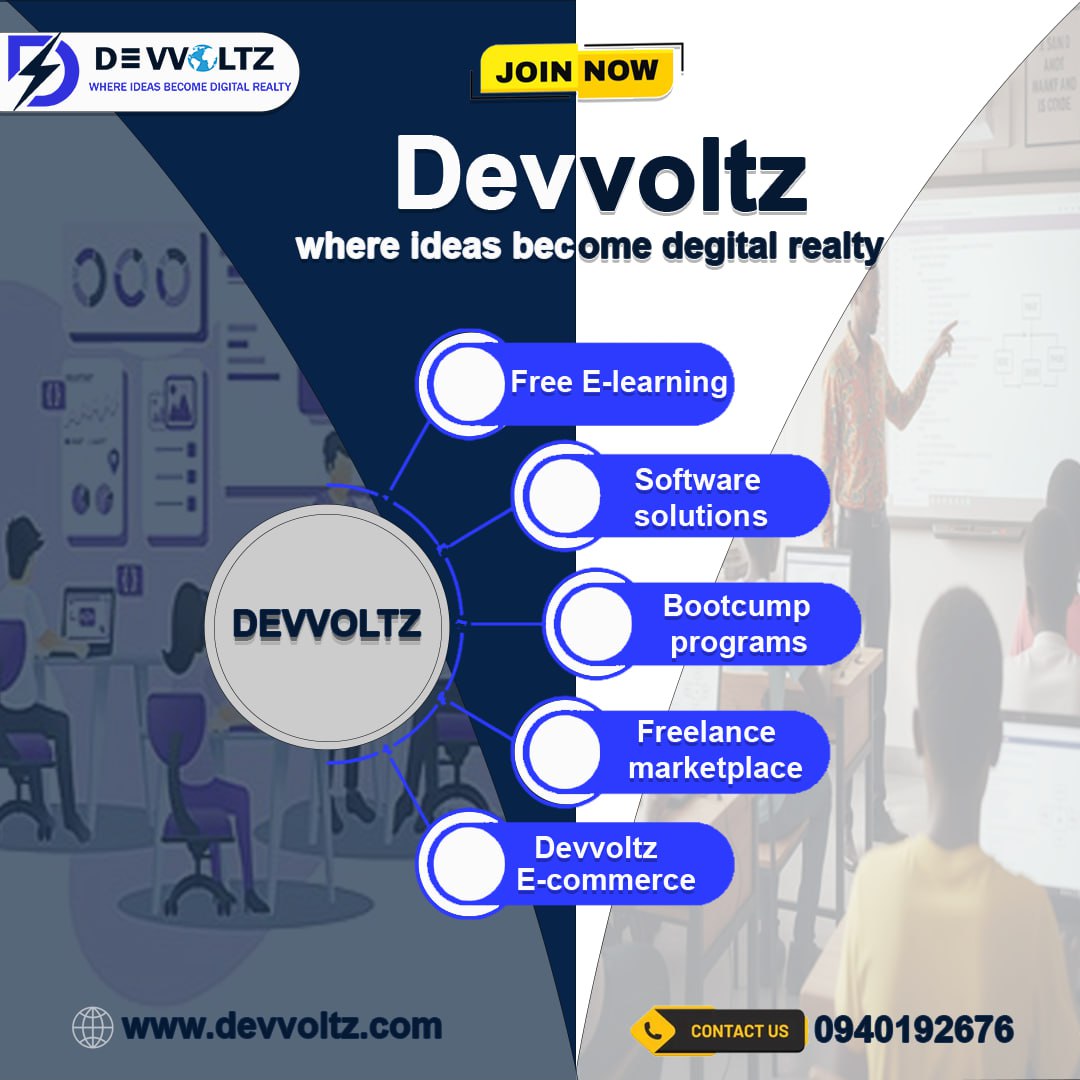 DEVVOLTZ
WHERE IDEAS BECOME DIGITAL REALTY
JOIN NOW
Devvoltz
where ideas become degital realty
Free E-learning
Software
solutions
DEVVOLTZ
Bootcump
programs
Freelance
marketplace
Devvoltz
E-commerce
www.devvoltz.com
CONTACT US
0940192676